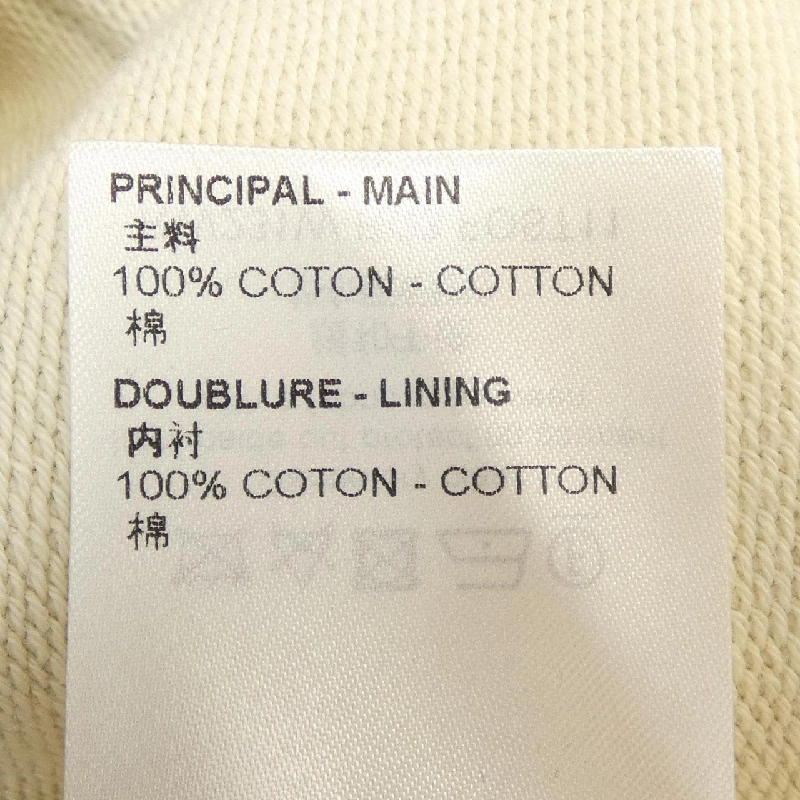 PRINCIPAL - MAIN
主料
100% COTON - COTTON
棉
DOUBLURE - LINING
内衬
100% COTON - COTTON
棉